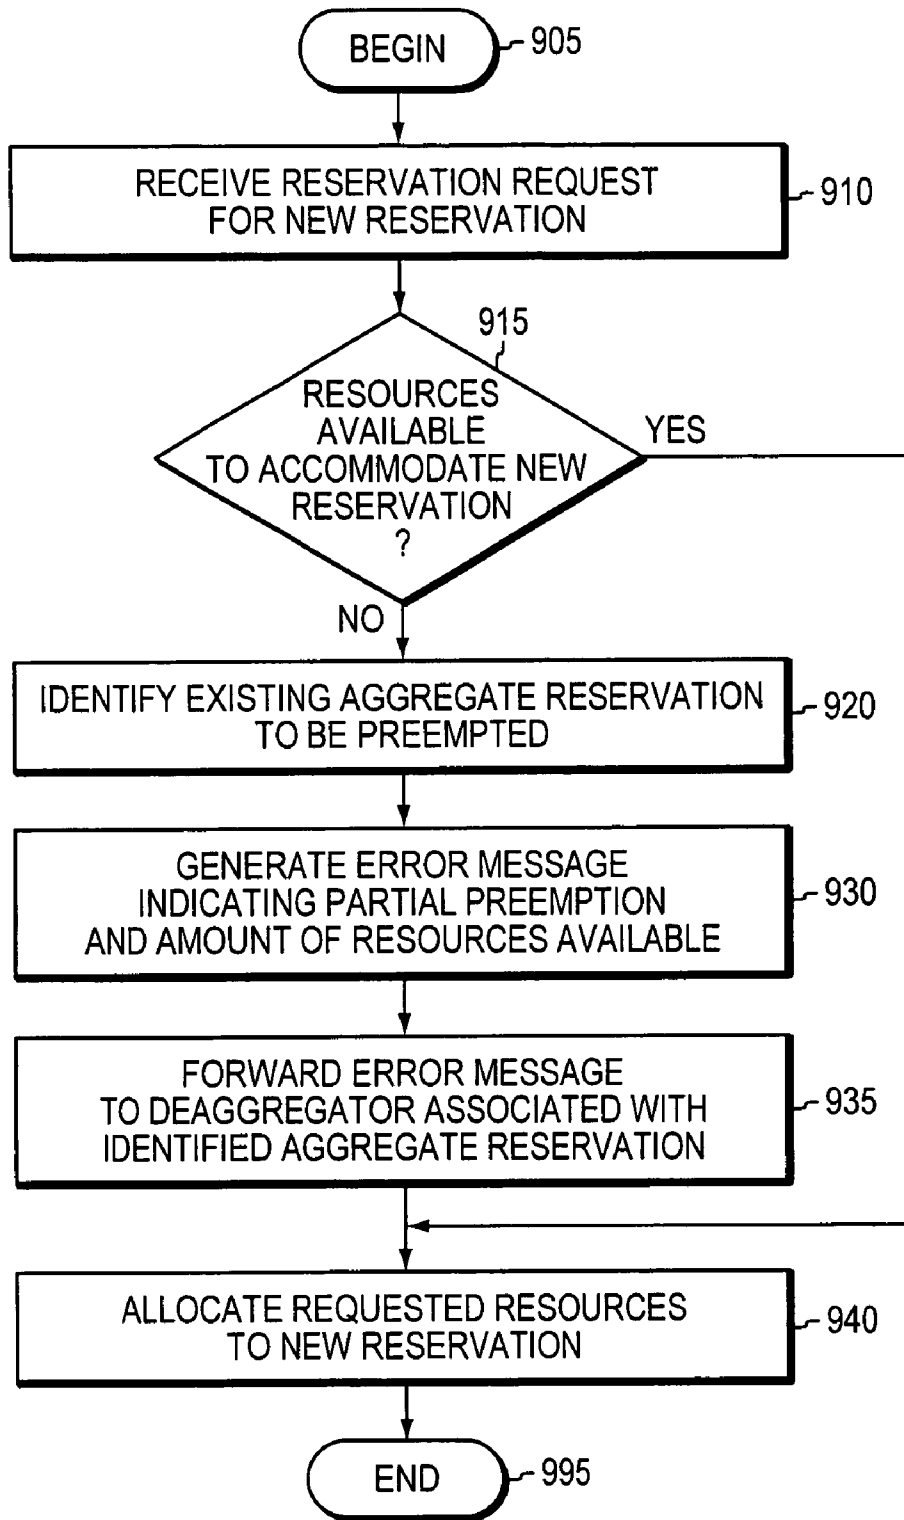 BEGIN
905
RECEIVE RESERVATION REQUEST
FOR NEW RESERVATION
910
915
RESOURCES
AVAILABLE
TO ACCOMMODATE NEW
RESERVATION
?
YES
NO
IDENTIFY EXISTING AGGREGATE RESERVATION
TO BE PREEMPTED
920
GENERATE ERROR MESSAGE
INDICATING PARTIAL PREEMPTION
AND AMOUNT OF RESOURCES AVAILABLE
930
FORWARD ERROR MESSAGE
TO DEAGGREGATOR ASSOCIATED WITH
IDENTIFIED AGGREGATE RESERVATION
935
ALLOCATE REQUESTED RESOURCES
TO NEW RESERVATION
940
END
995